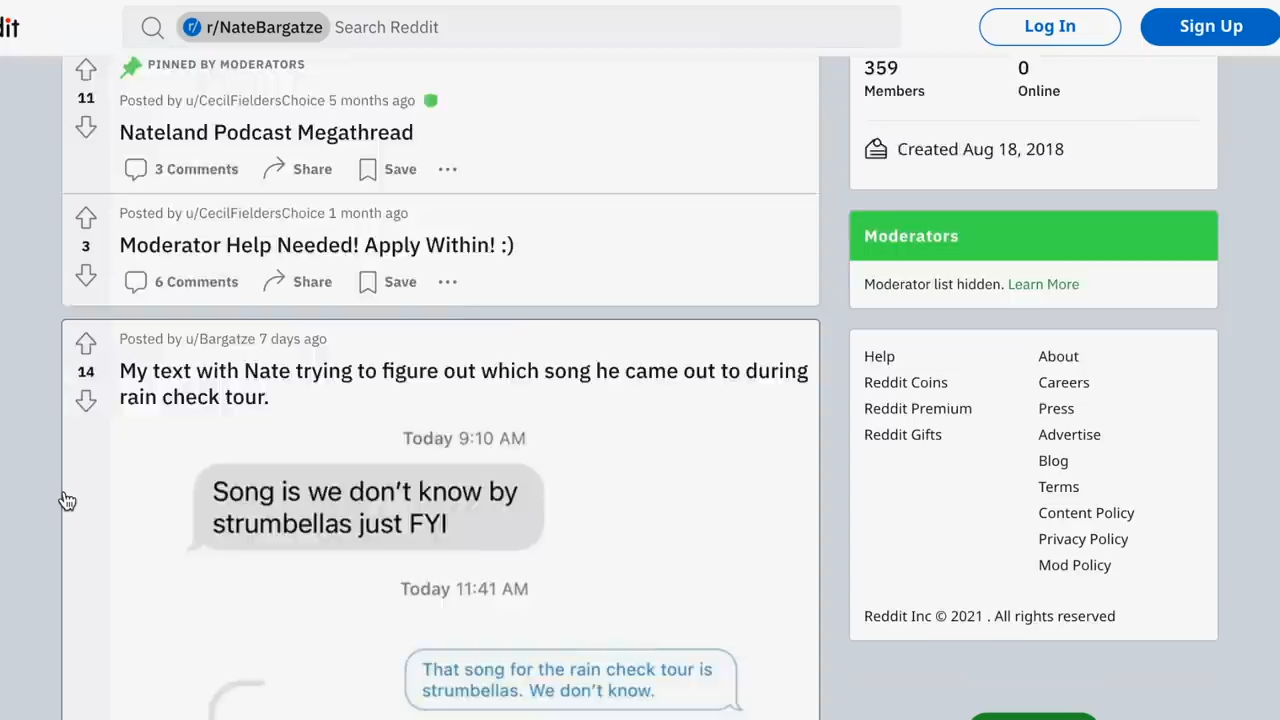 dit
r/NateBargatze Search Reddit
Log In
Sign Up
PINNED BY MODERATORS
11
Posted by u/CecilFieldersChoice 5 months ago
Nateland Podcast Megathread
3 Comments
Share
Save
Posted by u/CecilFieldersChoice 1 month ago
3
Moderator Help Needed! Apply Within! :)
6 Comments
Share
Save
Posted by u/Bargatze 7 days ago
14
My text with Nate trying to figure out which song he came out to during
rain check tour.
Today 9:10 AM
Song is we don't know by
strumbellas just FYI
Today 11:41 AM
That song for the rain check tour is
strumbellas. We don't know.
359
0
Members
Online
Created Aug 18, 2018
Moderators
Moderator list hidden. Learn More
Help
About
Reddit Coins
Careers
Reddit Premium
Press
Reddit Gifts
Advertise
Blog
Terms
Content Policy
Privacy Policy
Mod Policy
Reddit Inc © 2021 . All rights reserved